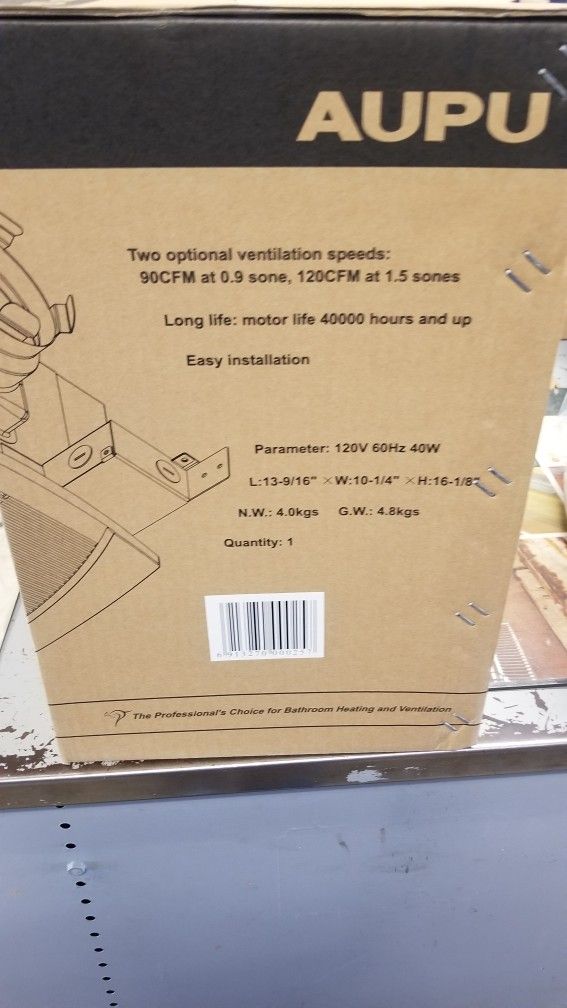 AUPU
Two optional ventilation speeds:
90CFM at 0.9 sone, 120CFM at 1.5 sones
Long life: motor life 40000 hours and up
Easy installation
Parameter: 120V 60Hz 40W
L:13-9/16" ×W:10-1/4" ×H:16-1/8"
N.W.: 4.0kgs G.W.: 4.8kgs
Quantity: 1
The Professional's Choice for Bathroom Heating and Ventilation